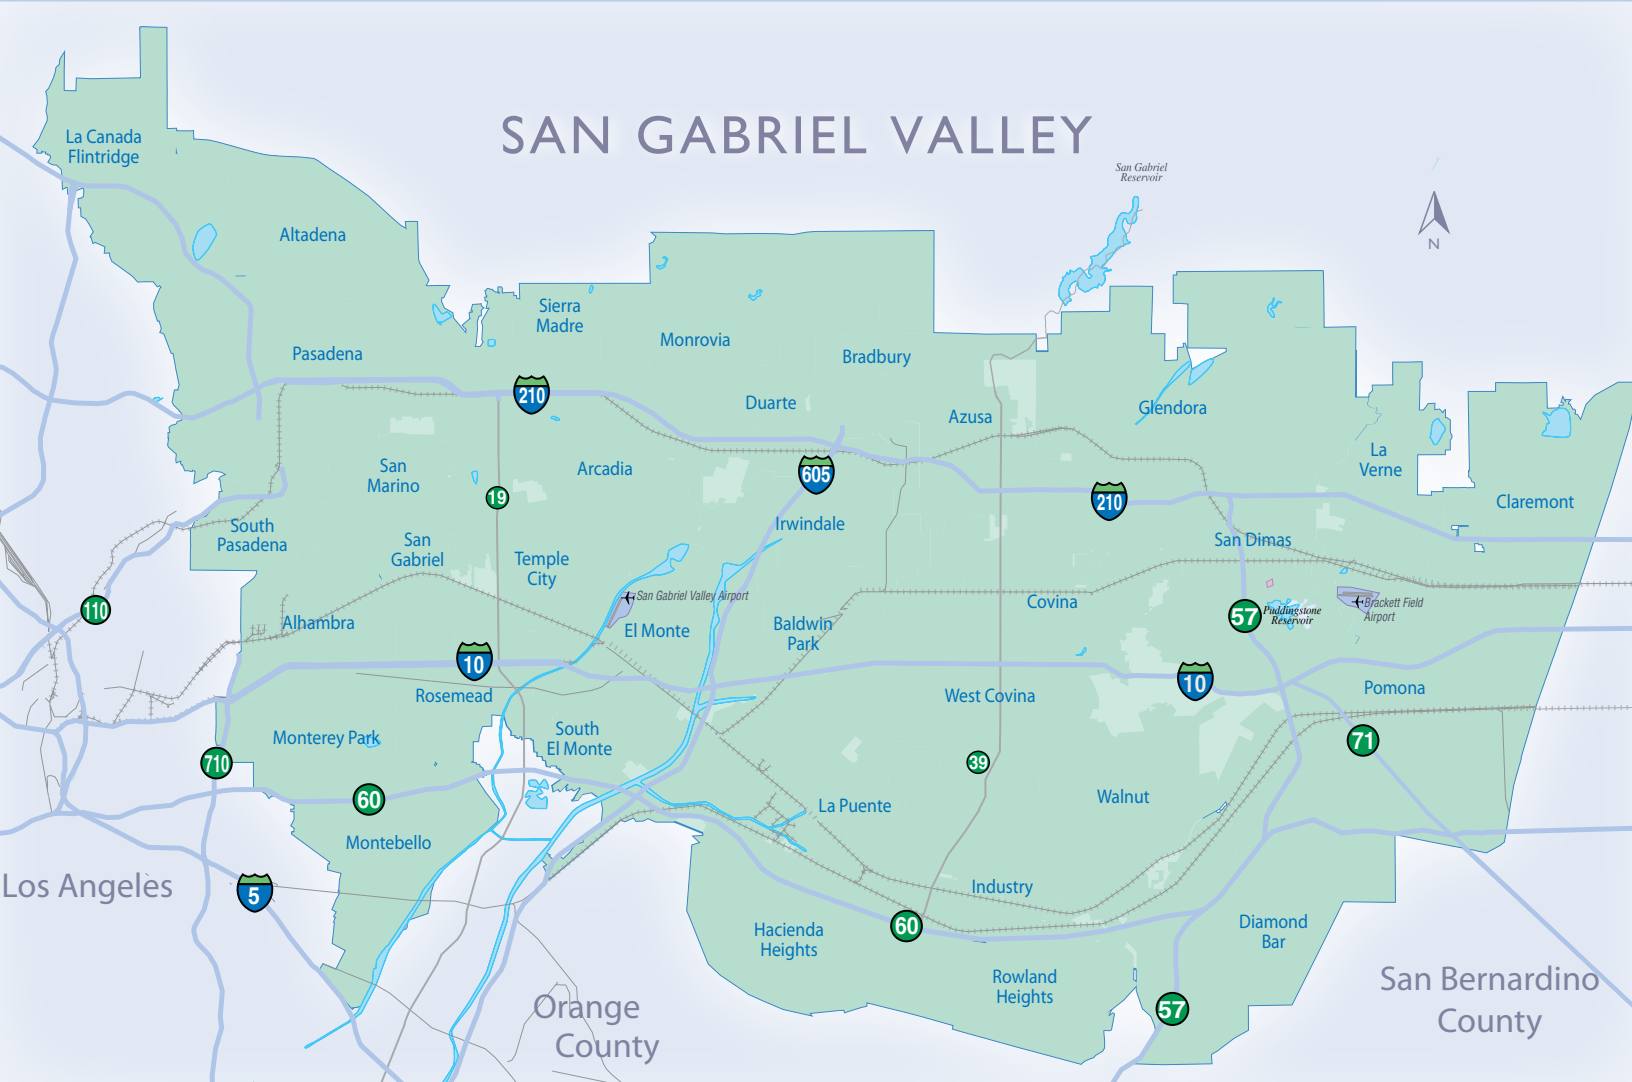 SAN GABRIEL VALLEY
San Gabriel
Reservoir
N
La Canada
Flintridge
Altadena
Sierra
Madre
Monrovia
Pasadena
Bradbury
210
Duarte
Azusa
Glendora
San
Marino
Arcadia
605
La
Verne
19
210
Claremont
Irwindale
South
Pasadena
San
Gabriel
Temple
City
San Dimas
110
San Gabriel Valley Airport
Covina
57
Puddingstone
Reservoir
Brackett Field
Airport
Alhambra
El Monte
Baldwin
Park
10
10
Rosemead
West Covina
Pomona
Monterey Park
South
El Monte
71
710
39
60
La Puente
Walnut
Montebello
Los Angeles
5
Industry
60
Hacienda
Heights
Diamond
Bar
Rowland
Heights
57
Orange
County
San Bernardino
County